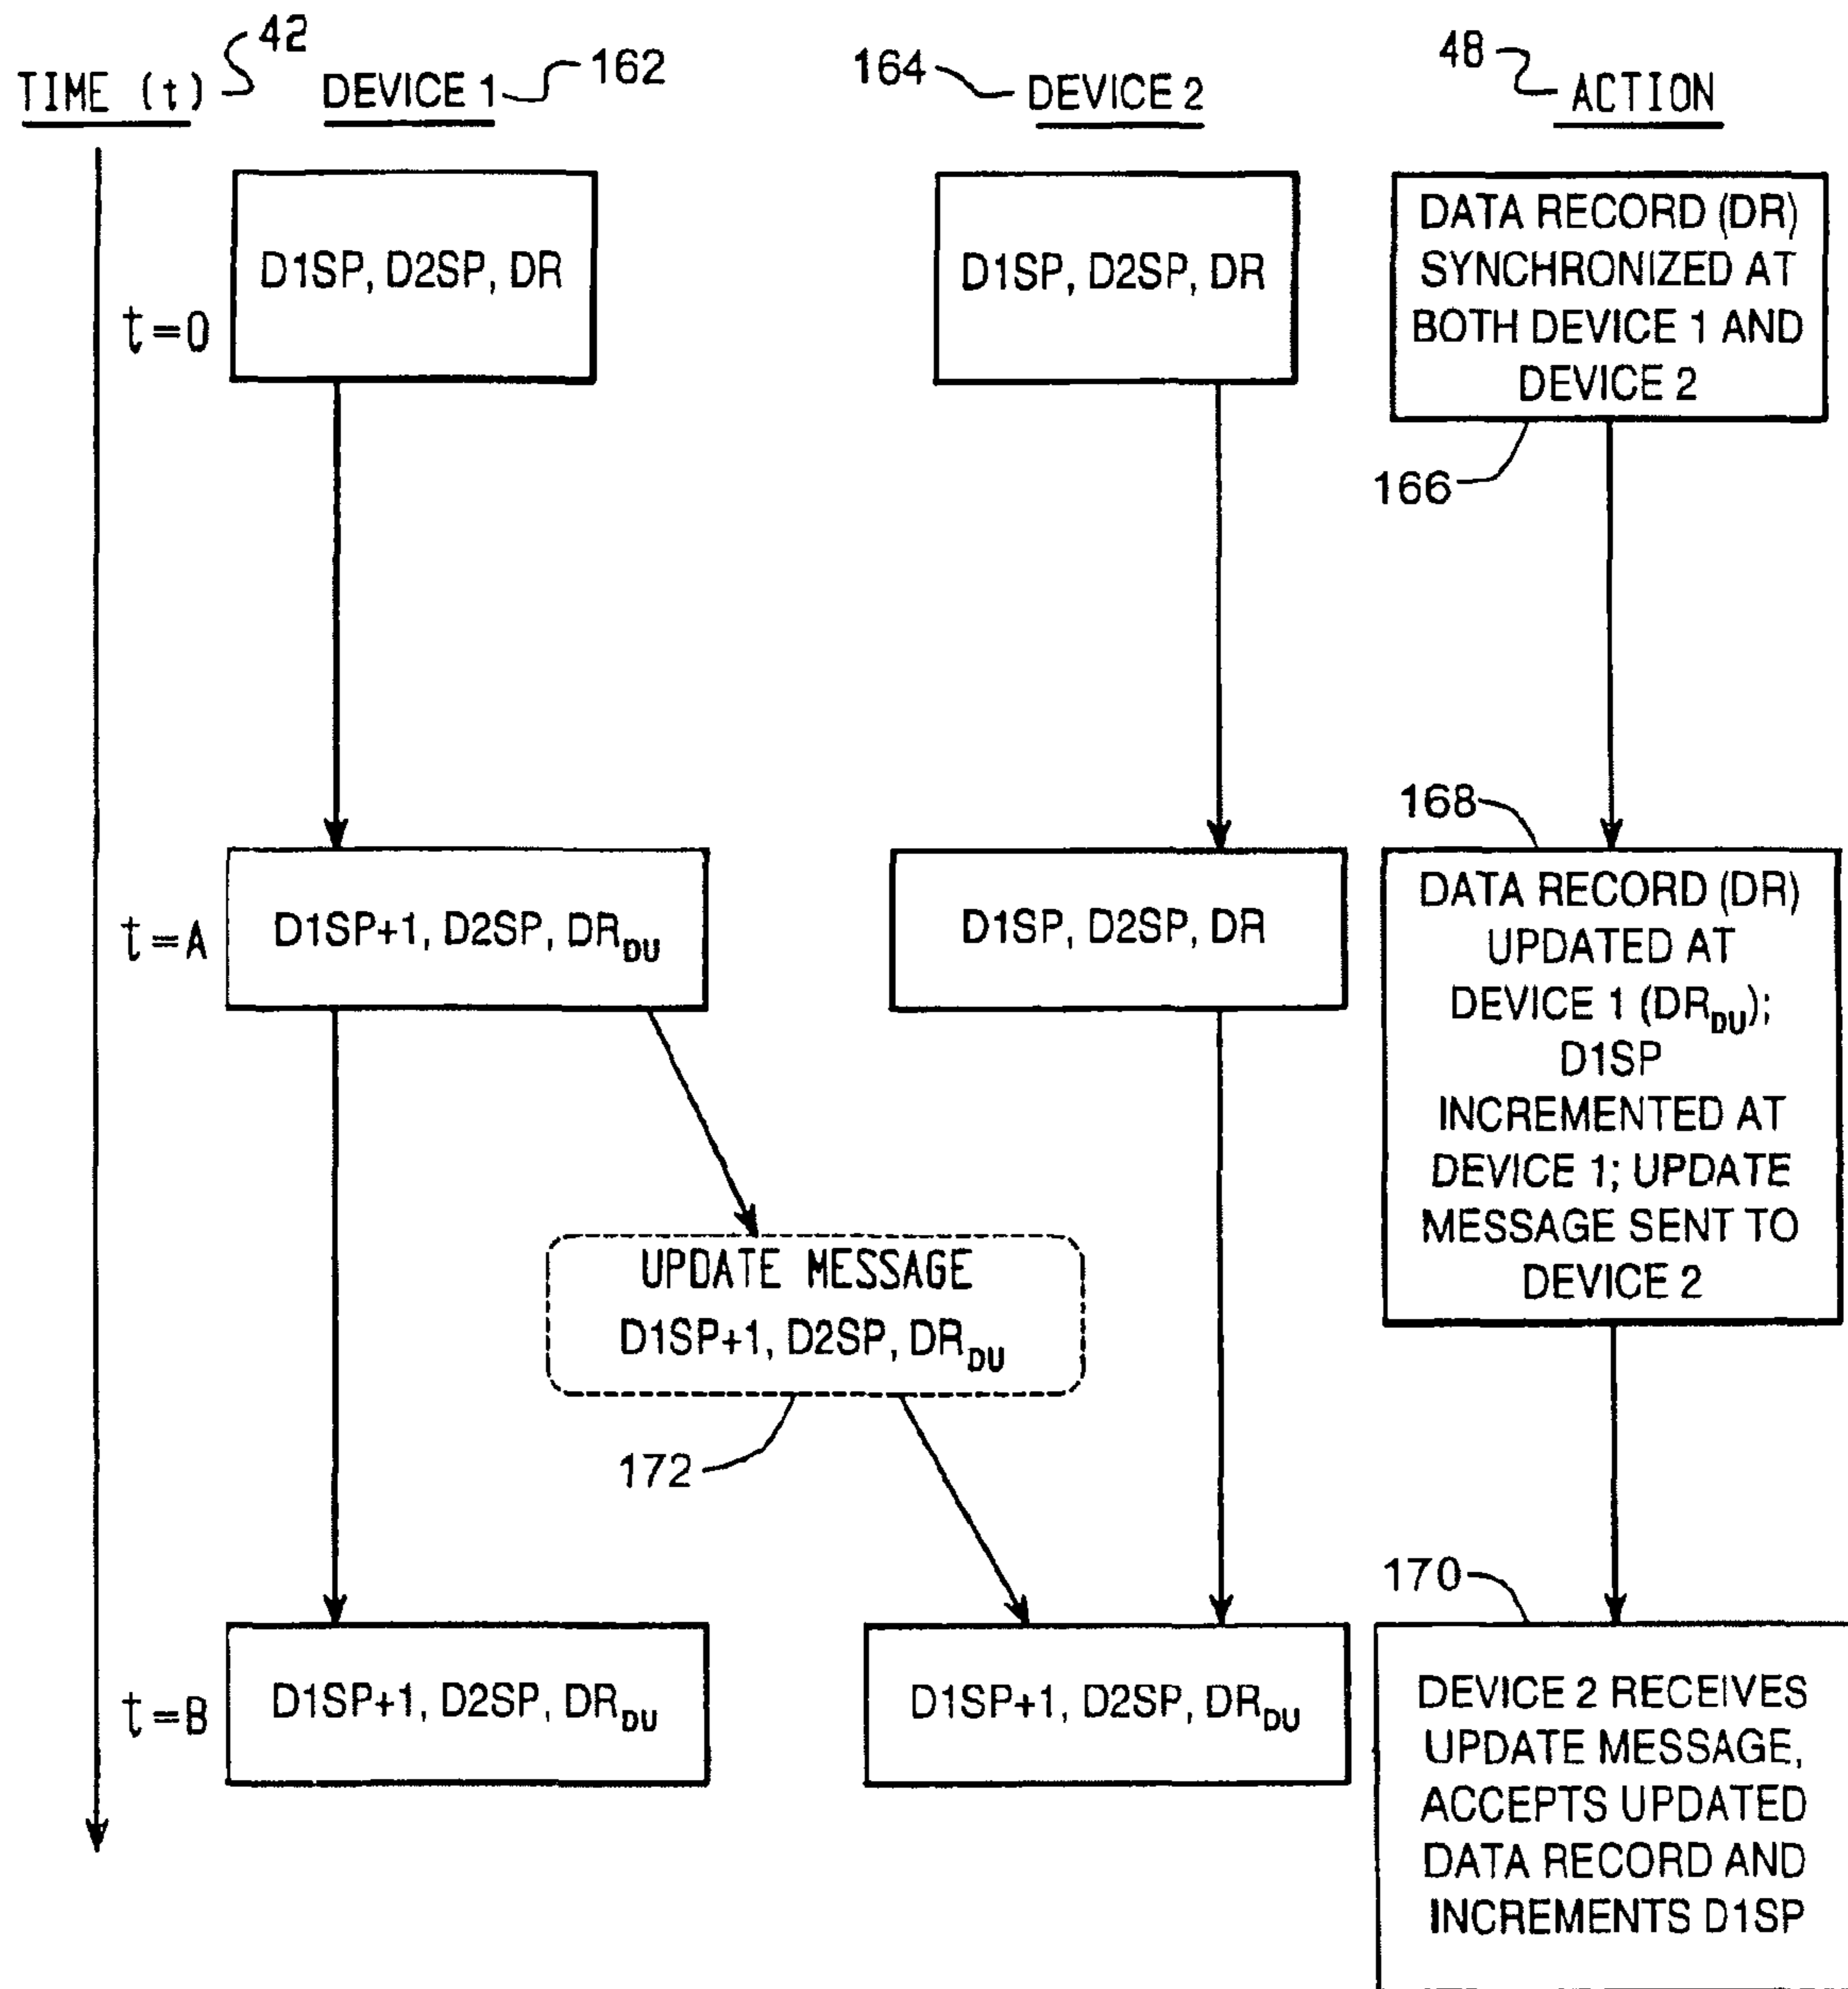 42
TIME (t)
DEVICE 1
162
164
DEVICE 2
48
ACTION
t=0
D1SP, D2SP, DR
D1SP, D2SP, DR
DATA RECORD (DR)
SYNCHRONIZED AT
BOTH DEVICE 1 AND
DEVICE 2
166
168
t=A
D1SP+1, D2SP, DRDU
D1SP, D2SP, DR
DATA RECORD (DR)
UPDATED AT
DEVICE 1 (DRDU);
D1SP
INCREMENTED AT
DEVICE 1; UPDATE
MESSAGE SENT TO
DEVICE 2
UPDATE MESSAGE
D1SP+1, D2SP, DRDU
172
170
t=B
D1SP+1, D2SP, DRDU
D1SP+1, D2SP, DRDU
DEVICE 2 RECEIVES
UPDATE MESSAGE,
ACCEPTS UPDATED
DATA RECORD AND
INCREMENTS D1SP